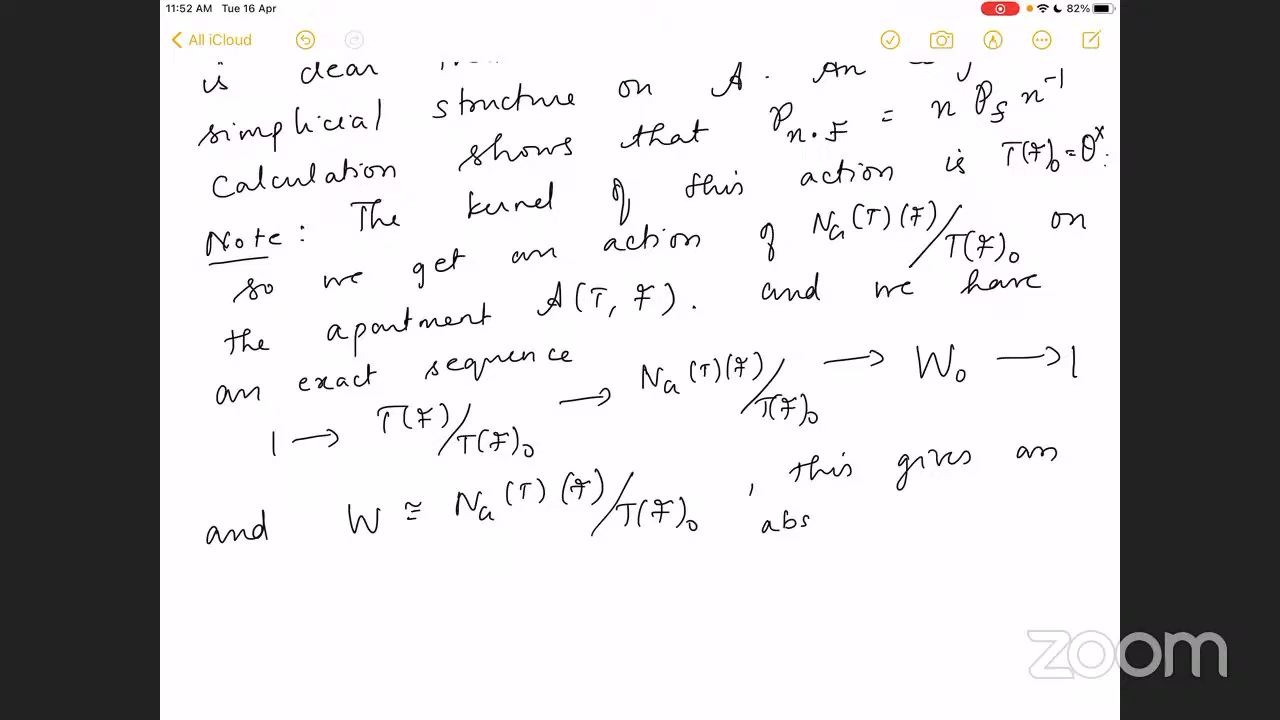 11:52 AM Tue 16 Apr
82%
All iCloud
is clear
simplicial structure on A. An
calculation shows that P_{n·F} = n P_F n^{-1}
Note: The kernel of this action is T(F)_0 = O^x.
so we get an action of N_G(T)(F)/T(F)_0 on
the apartment A(T, F). and we have
an exact sequence
1 → T(F)/T(F)_0 → N_G(T)(F)/T(F)_0 → W_0 → 1
and W ≅ N_G(T)(F)/T(F)_0, this gives an
abs
zoom